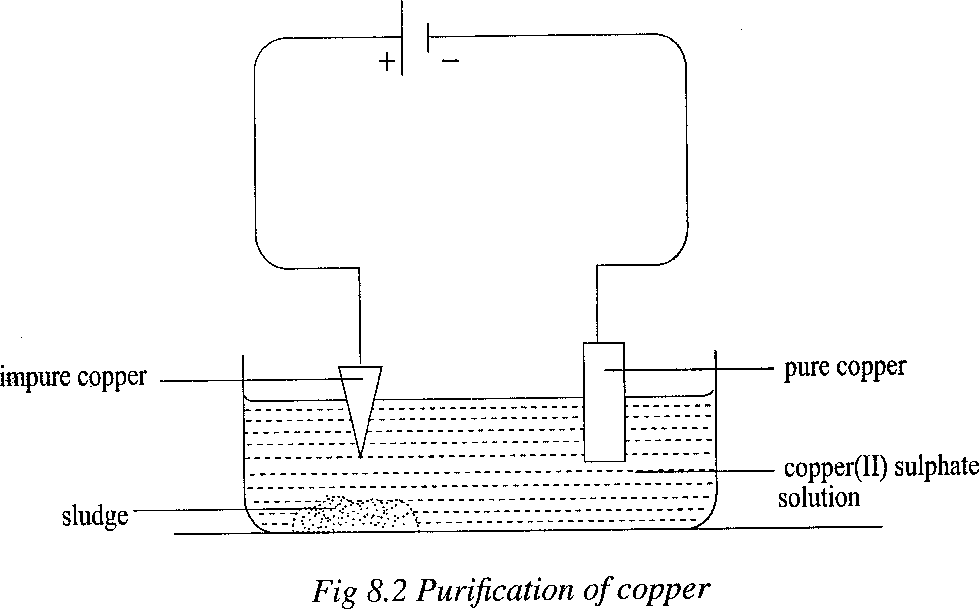 + −
impure copper
pure copper
copper(II) sulphate
solution
sludge
Fig 8.2 Purification of copper